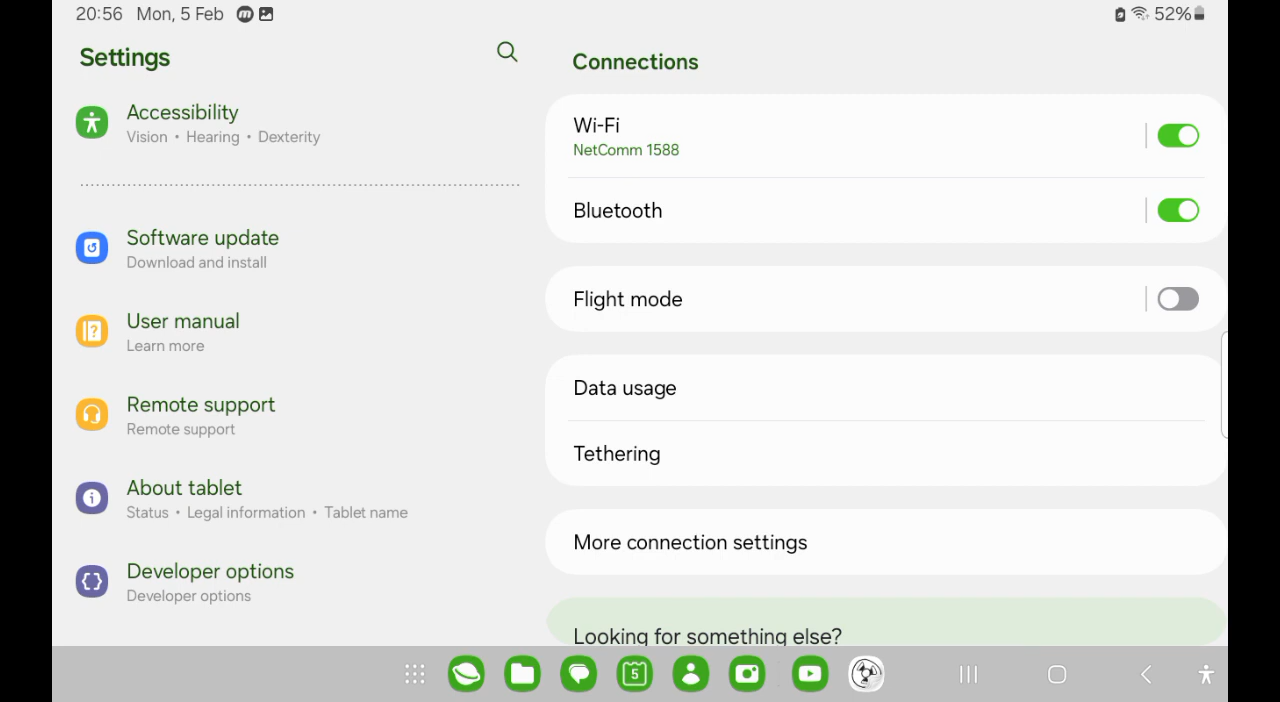 20:56 Mon, 5 Feb
52%
Settings
Accessibility
Vision • Hearing • Dexterity
Software update
Download and install
User manual
Learn more
Remote support
Remote support
About tablet
Status • Legal information • Tablet name
Developer options
Developer options
Connections
Wi-Fi
NetComm 1588
Bluetooth
Flight mode
Data usage
Tethering
More connection settings
Looking for something else?
5